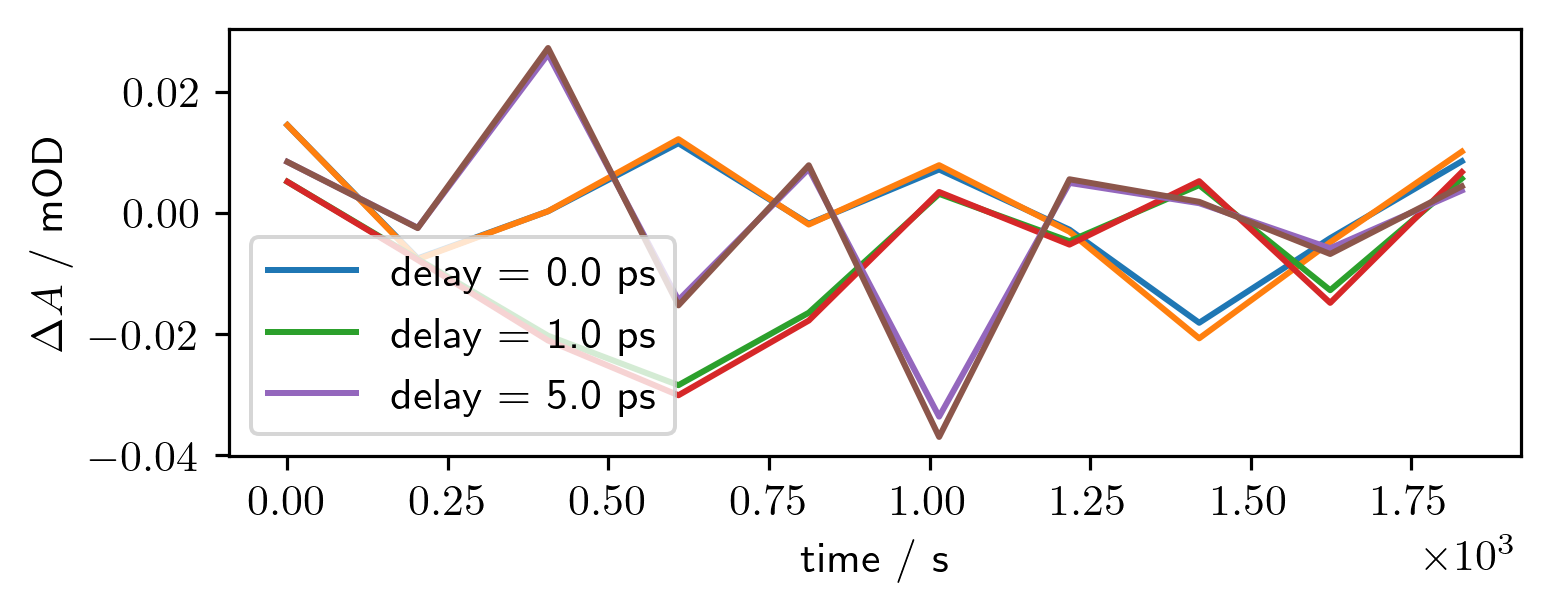 ΔA / mOD
0.02
0.00
−0.02
−0.04
delay = 0.0 ps
delay = 1.0 ps
delay = 5.0 ps
0.00 0.25 0.50 0.75 1.00 1.25 1.50 1.75
time / s
×10³